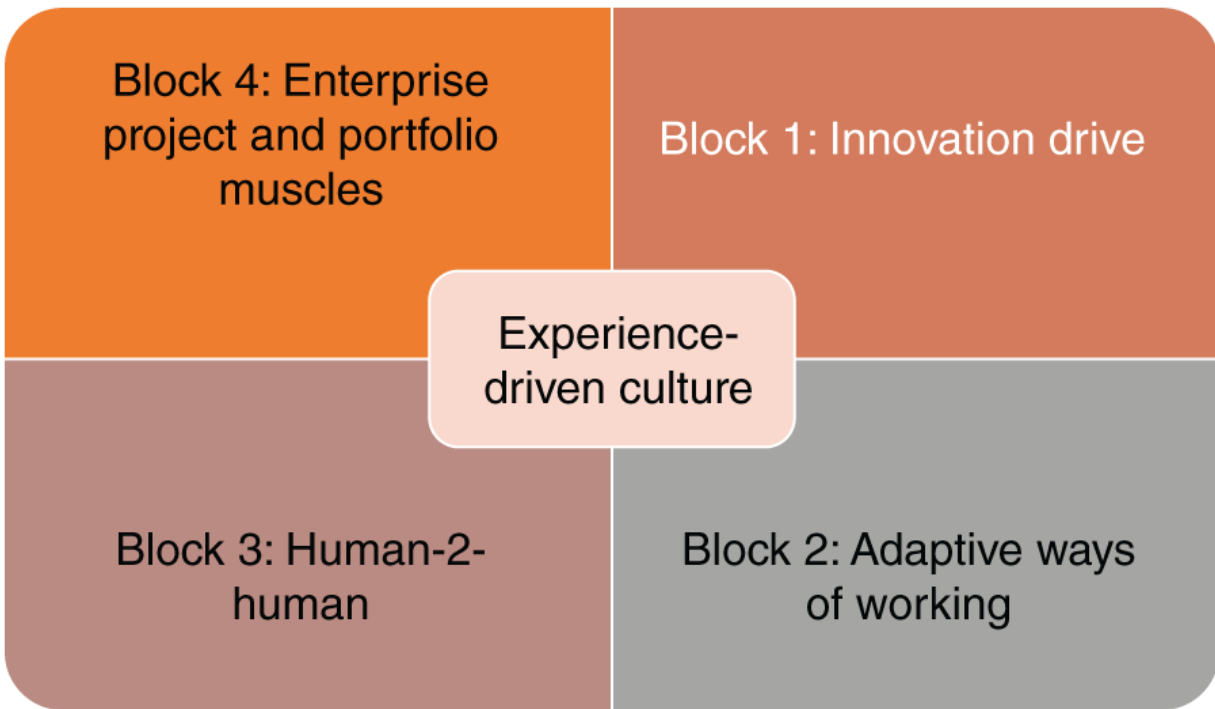 Block 4: Enterprise
project and portfolio
muscles
Block 1: Innovation drive
Experience-
driven culture
Block 3: Human-2-
human
Block 2: Adaptive ways
of working